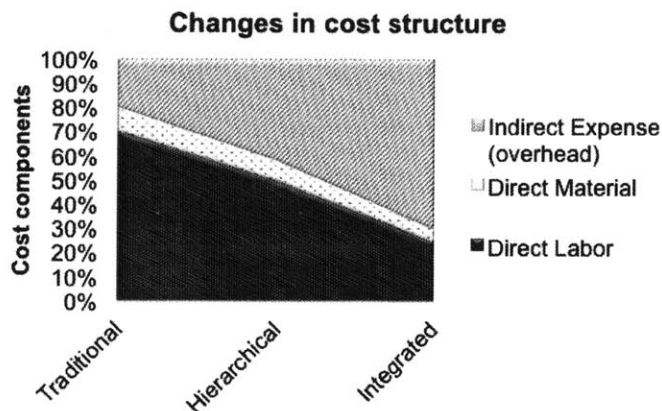 Changes in cost structure
100%
90%
80%
70%
60%
50%
40%
30%
20%
10%
0%
Cost components
Traditional
Hierarchical
Integrated
Indirect Expense
(overhead)
Direct Material
Direct Labor